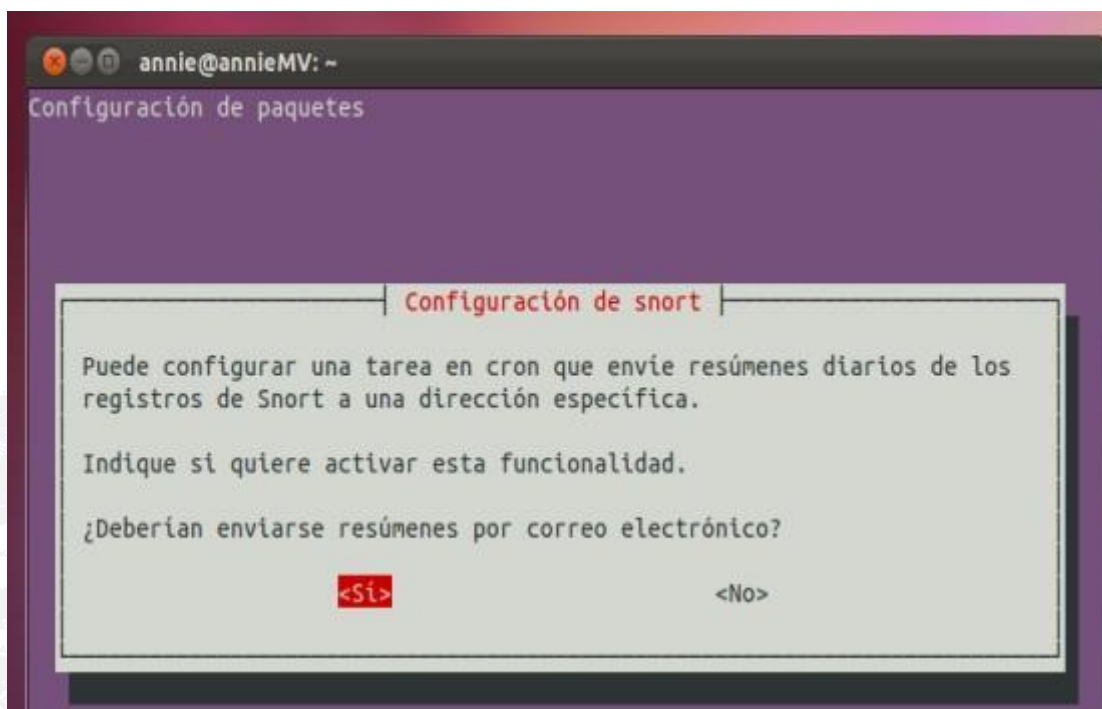 annie@annieMV: ~
Configuración de paquetes
Configuración de snort
Puede configurar una tarea en cron que envíe resúmenes diarios de los
registros de Snort a una dirección específica.
Indique si quiere activar esta funcionalidad.
¿Deberían enviarse resúmenes por correo electrónico?
<Sí> <No>